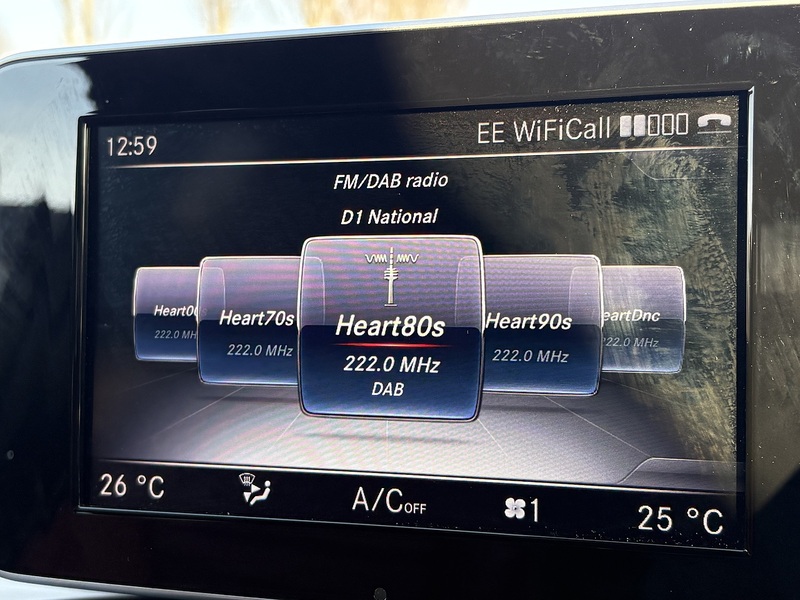 12:59
EE WiFiCall
FM/DAB radio
D1 National
Heart70s
222.0 MHz
Heart80s
222.0 MHz
DAB
Heart90s
222.0 MHz
26 °C
A/C OFF
1
25 °C